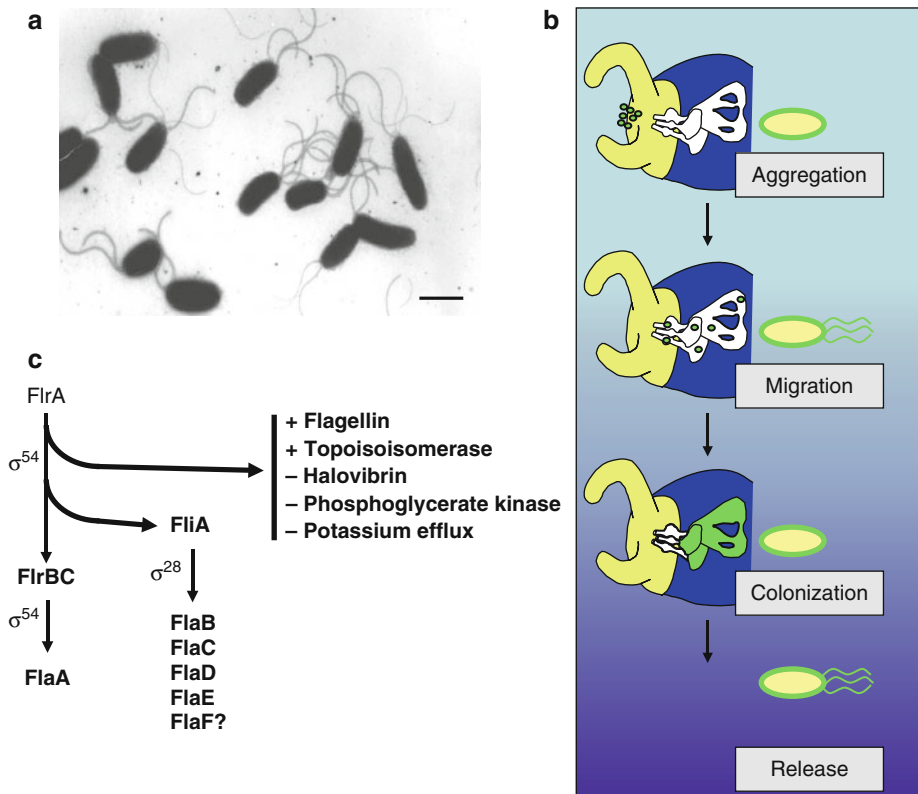 a
b
Aggregation
Migration
Colonization
Release
c
FlrA
σ54
+ Flagellin
+ Topoisoisomerase
– Halovibrin
– Phosphoglycerate kinase
– Potassium efflux
FliA
FlrBC
σ28
σ54
FlaA
FlaB
FlaC
FlaD
FlaE
FlaF?